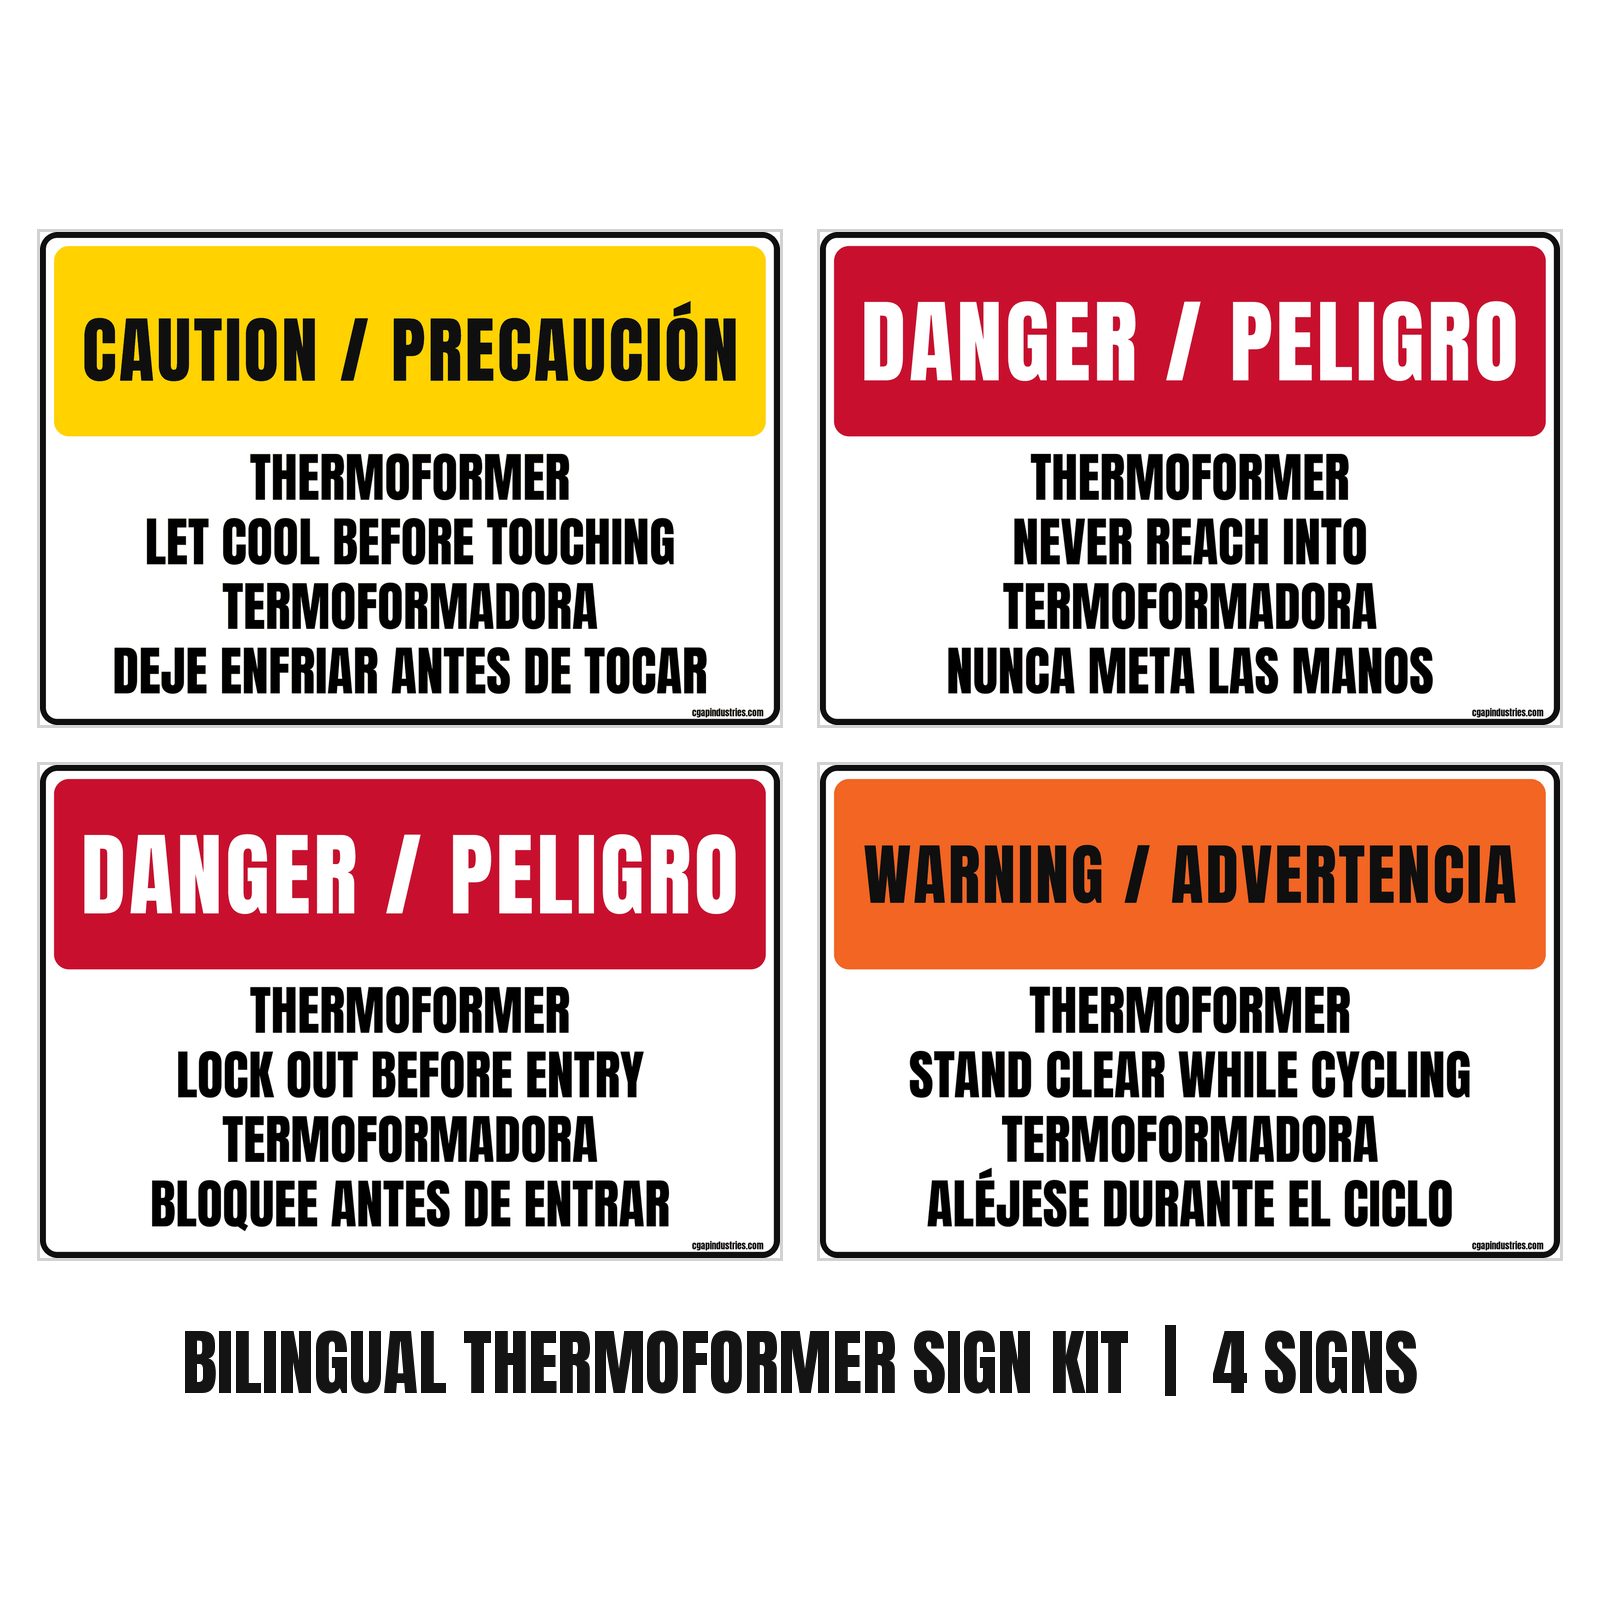 CAUTION / PRECAUCIÓN
THERMOFORMER
LET COOL BEFORE TOUCHING
TERMOFORMADORA
DEJE ENFRIAR ANTES DE TOCAR
cgapindustries.com
DANGER / PELIGRO
THERMOFORMER
NEVER REACH INTO
TERMOFORMADORA
NUNCA META LAS MANOS
cgapindustries.com
DANGER / PELIGRO
THERMOFORMER
LOCK OUT BEFORE ENTRY
TERMOFORMADORA
BLOQUEE ANTES DE ENTRAR
cgapindustries.com
WARNING / ADVERTENCIA
THERMOFORMER
STAND CLEAR WHILE CYCLING
TERMOFORMADORA
ALÉJESE DURANTE EL CICLO
cgapindustries.com
BILINGUAL THERMOFORMER SIGN KIT | 4 SIGNS